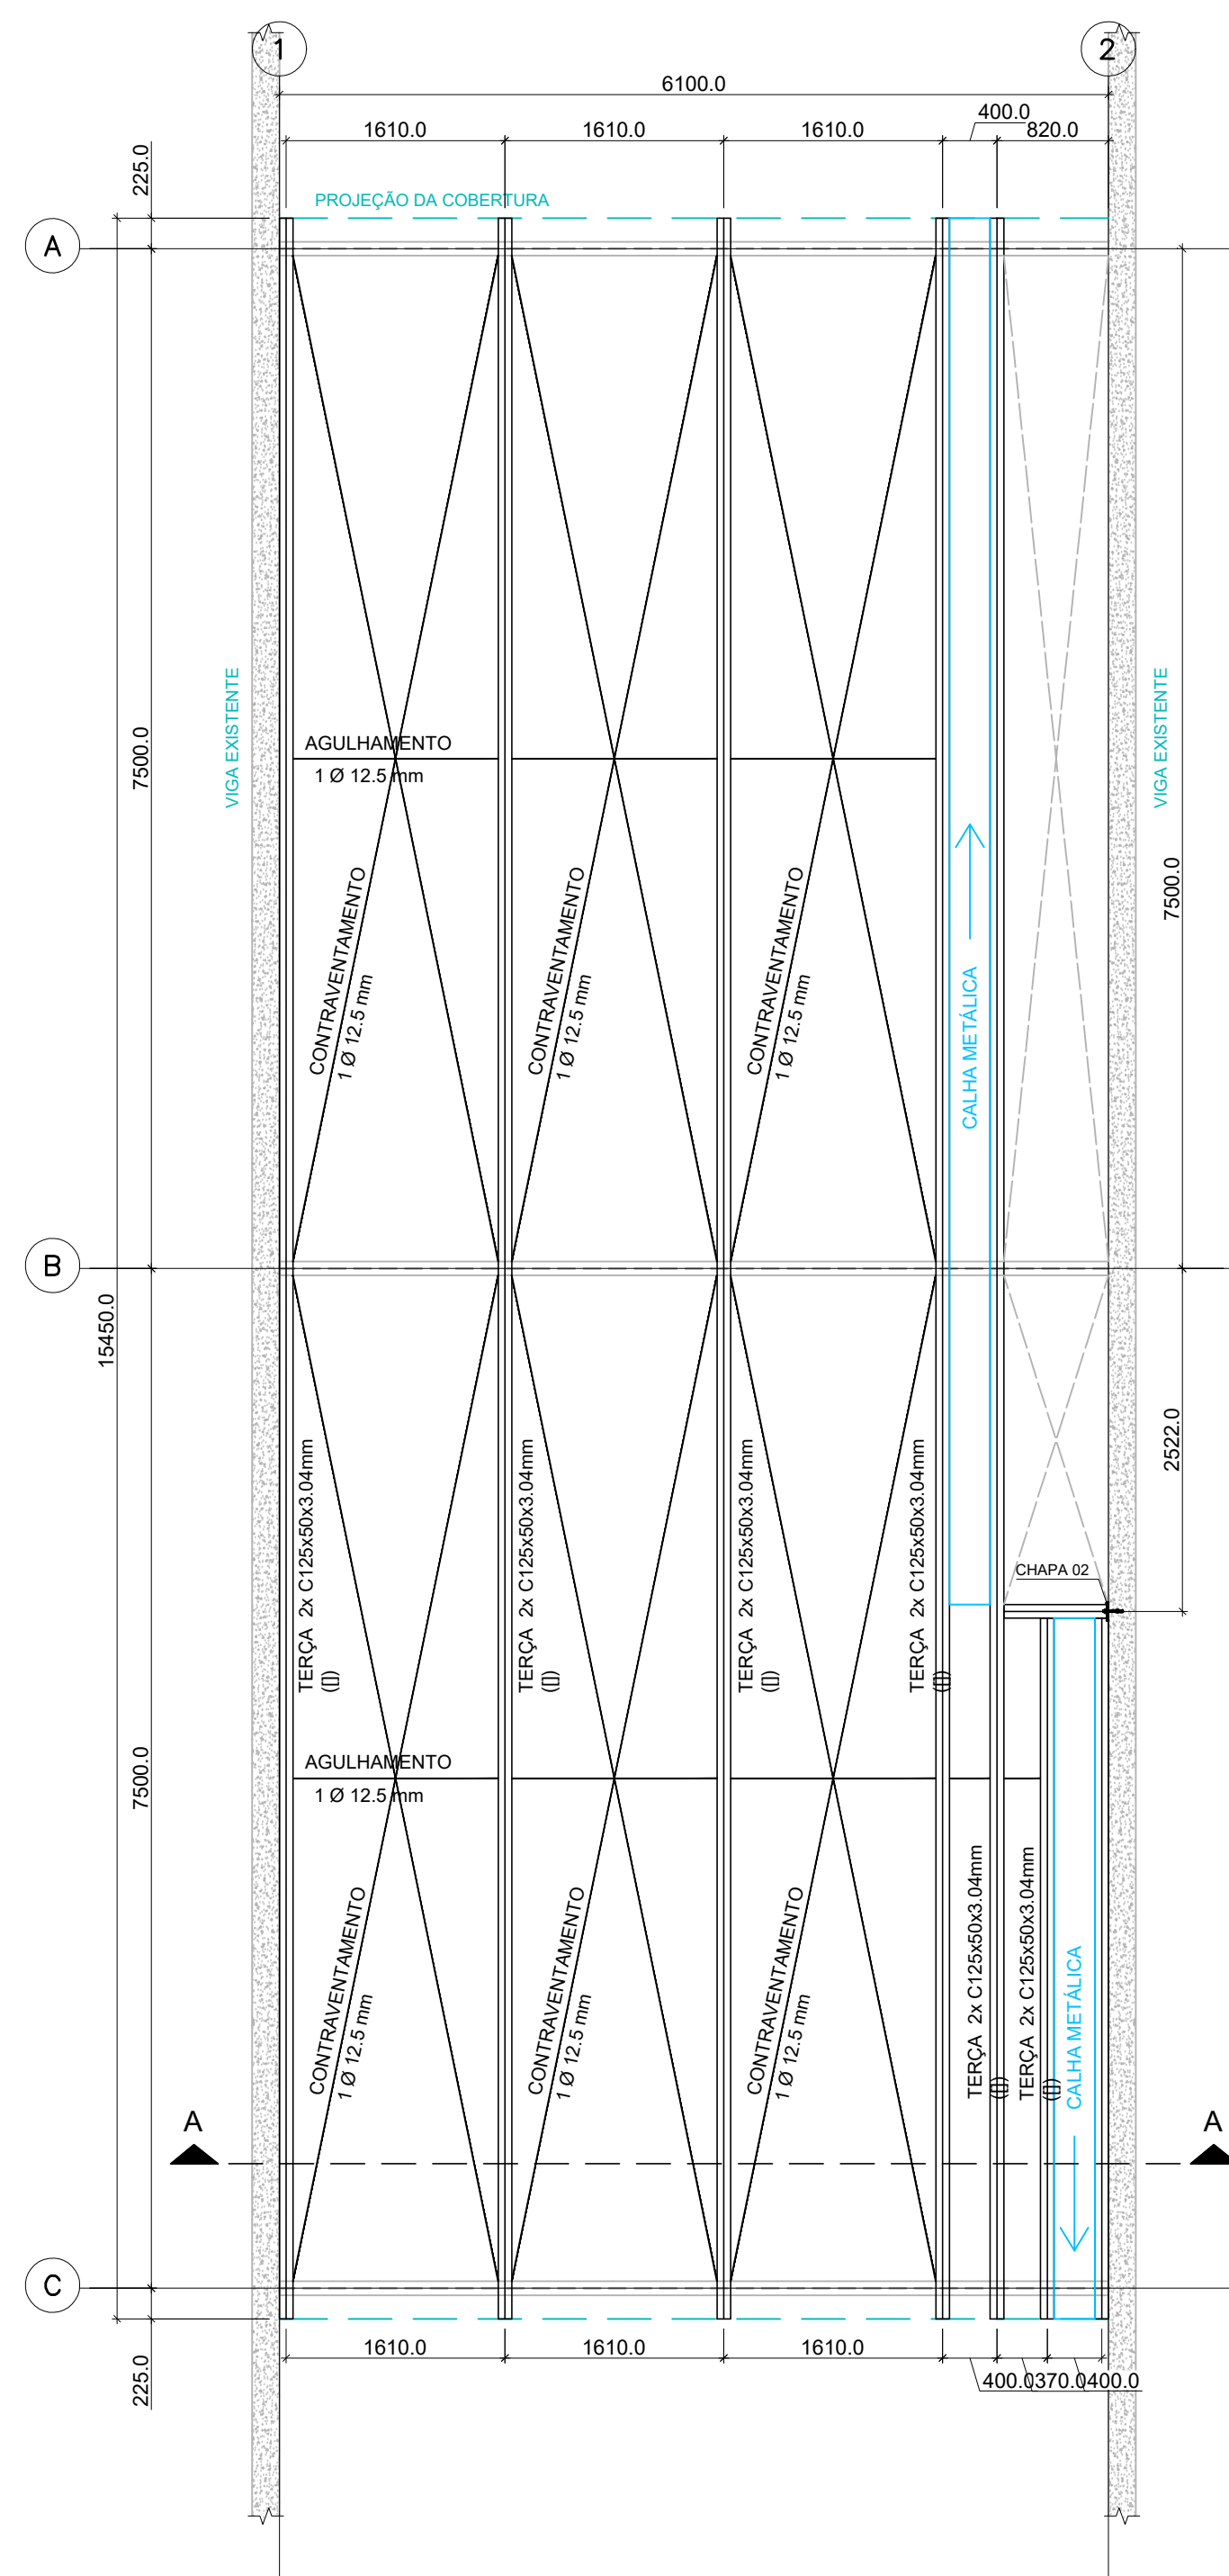 1
2
6100.0
400.0
1610.0
1610.0
1610.0
820.0
225.0
PROJEÇÃO DA COBERTURA
A
VIGA EXISTENTE
VIGA EXISTENTE
7500.0
AGULHAMENTO
1 Ø 12.5 mm
7500.0
CONTRAVENTAMENTO
1 Ø 12.5 mm
CONTRAVENTAMENTO
1 Ø 12.5 mm
CONTRAVENTAMENTO
1 Ø 12.5 mm
CALHA METÁLICA
B
15450.0
2522.0
TERÇA 2x C125x50x3.04mm
([])
TERÇA 2x C125x50x3.04mm
([])
TERÇA 2x C125x50x3.04mm
([])
TERÇA 2x C125x50x3.04mm
([])
CHAPA 02
7500.0
AGULHAMENTO
1 Ø 12.5 mm
CONTRAVENTAMENTO
1 Ø 12.5 mm
CONTRAVENTAMENTO
1 Ø 12.5 mm
CONTRAVENTAMENTO
1 Ø 12.5 mm
TERÇA 2x C125x50x3.04mm
([])
TERÇA 2x C125x50x3.04mm
([])
CALHA METÁLICA
A
A
C
1610.0
1610.0
1610.0
225.0
400.0
370.0
400.0